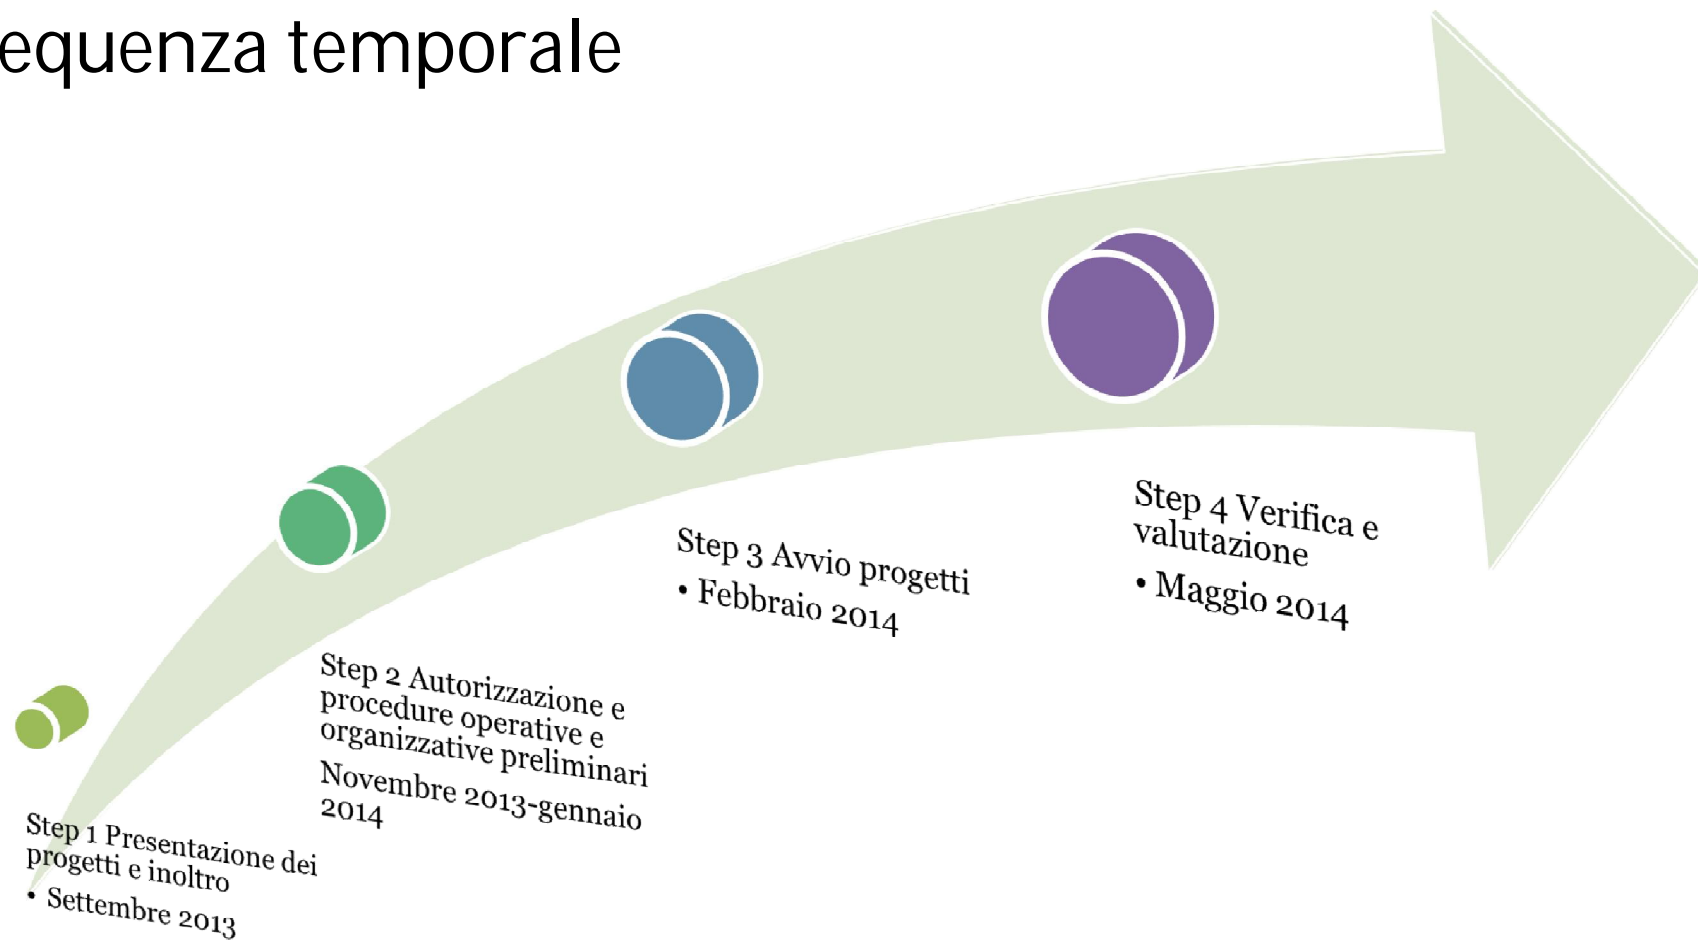 equenza temporale
Step 1 Presentazione dei
progetti e inoltro
• Settembre 2013
Step 2 Autorizzazione e
procedure operative e
organizzative preliminari
Novembre 2013-gennaio
2014
Step 3 Avvio progetti
• Febbraio 2014
Step 4 Verifica e
valutazione
• Maggio 2014